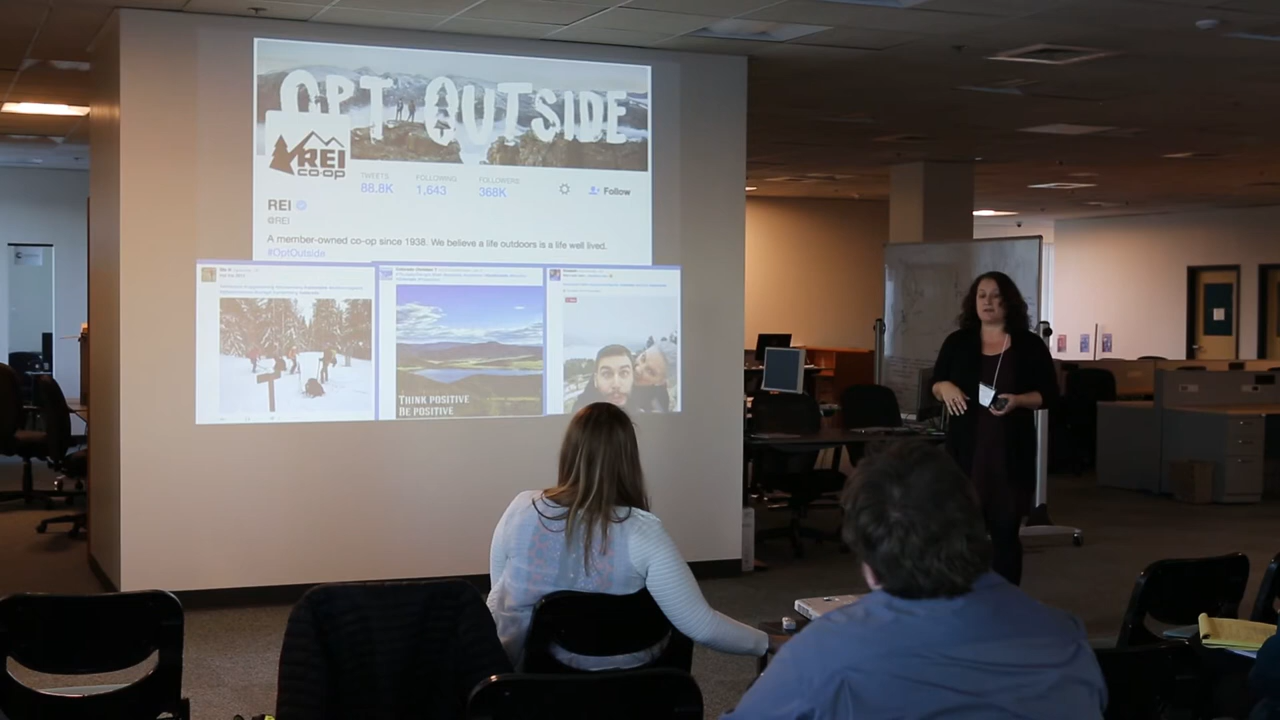 OPT OUTSIDE
REI
co·op
TWEETS
FOLLOWING
FOLLOWERS
88.8K
1,643
368K
Follow
REI
@REI
A member-owned co-op since 1938. We believe a life outdoors is a life well lived.
#OptOutside
THINK POSITIVE
BE POSITIVE